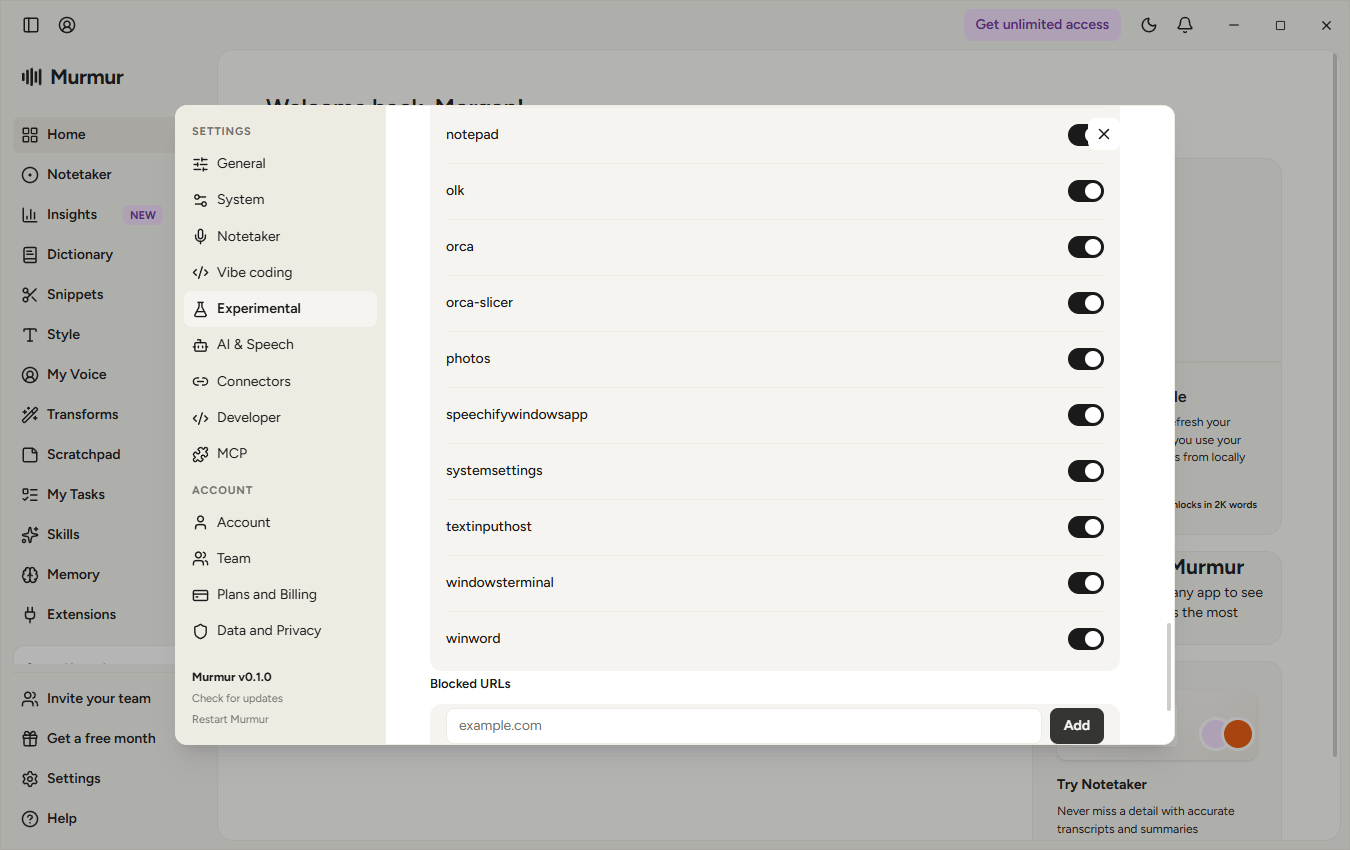 Get unlimited access
Murmur
Home
Notetaker
Insights NEW
Dictionary
Snippets
Style
My Voice
Transforms
Scratchpad
My Tasks
Skills
Memory
Extensions
Invite your team
Get a free month
Settings
Help
SETTINGS
General
System
Notetaker
Vibe coding
Experimental
AI & Speech
Connectors
Developer
MCP
ACCOUNT
Account
Team
Plans and Billing
Data and Privacy
Murmur v0.1.0
Check for updates
Restart Murmur
notepad
olk
orca
orca-slicer
photos
speechifywindowsapp
systemsettings
textinputhost
windowsterminal
winword
Blocked URLs
example.com
Add
your
you use your
from locally
in 2K words
Murmur
any app to see
the most
Try Notetaker
Never miss a detail with accurate
transcripts and summaries